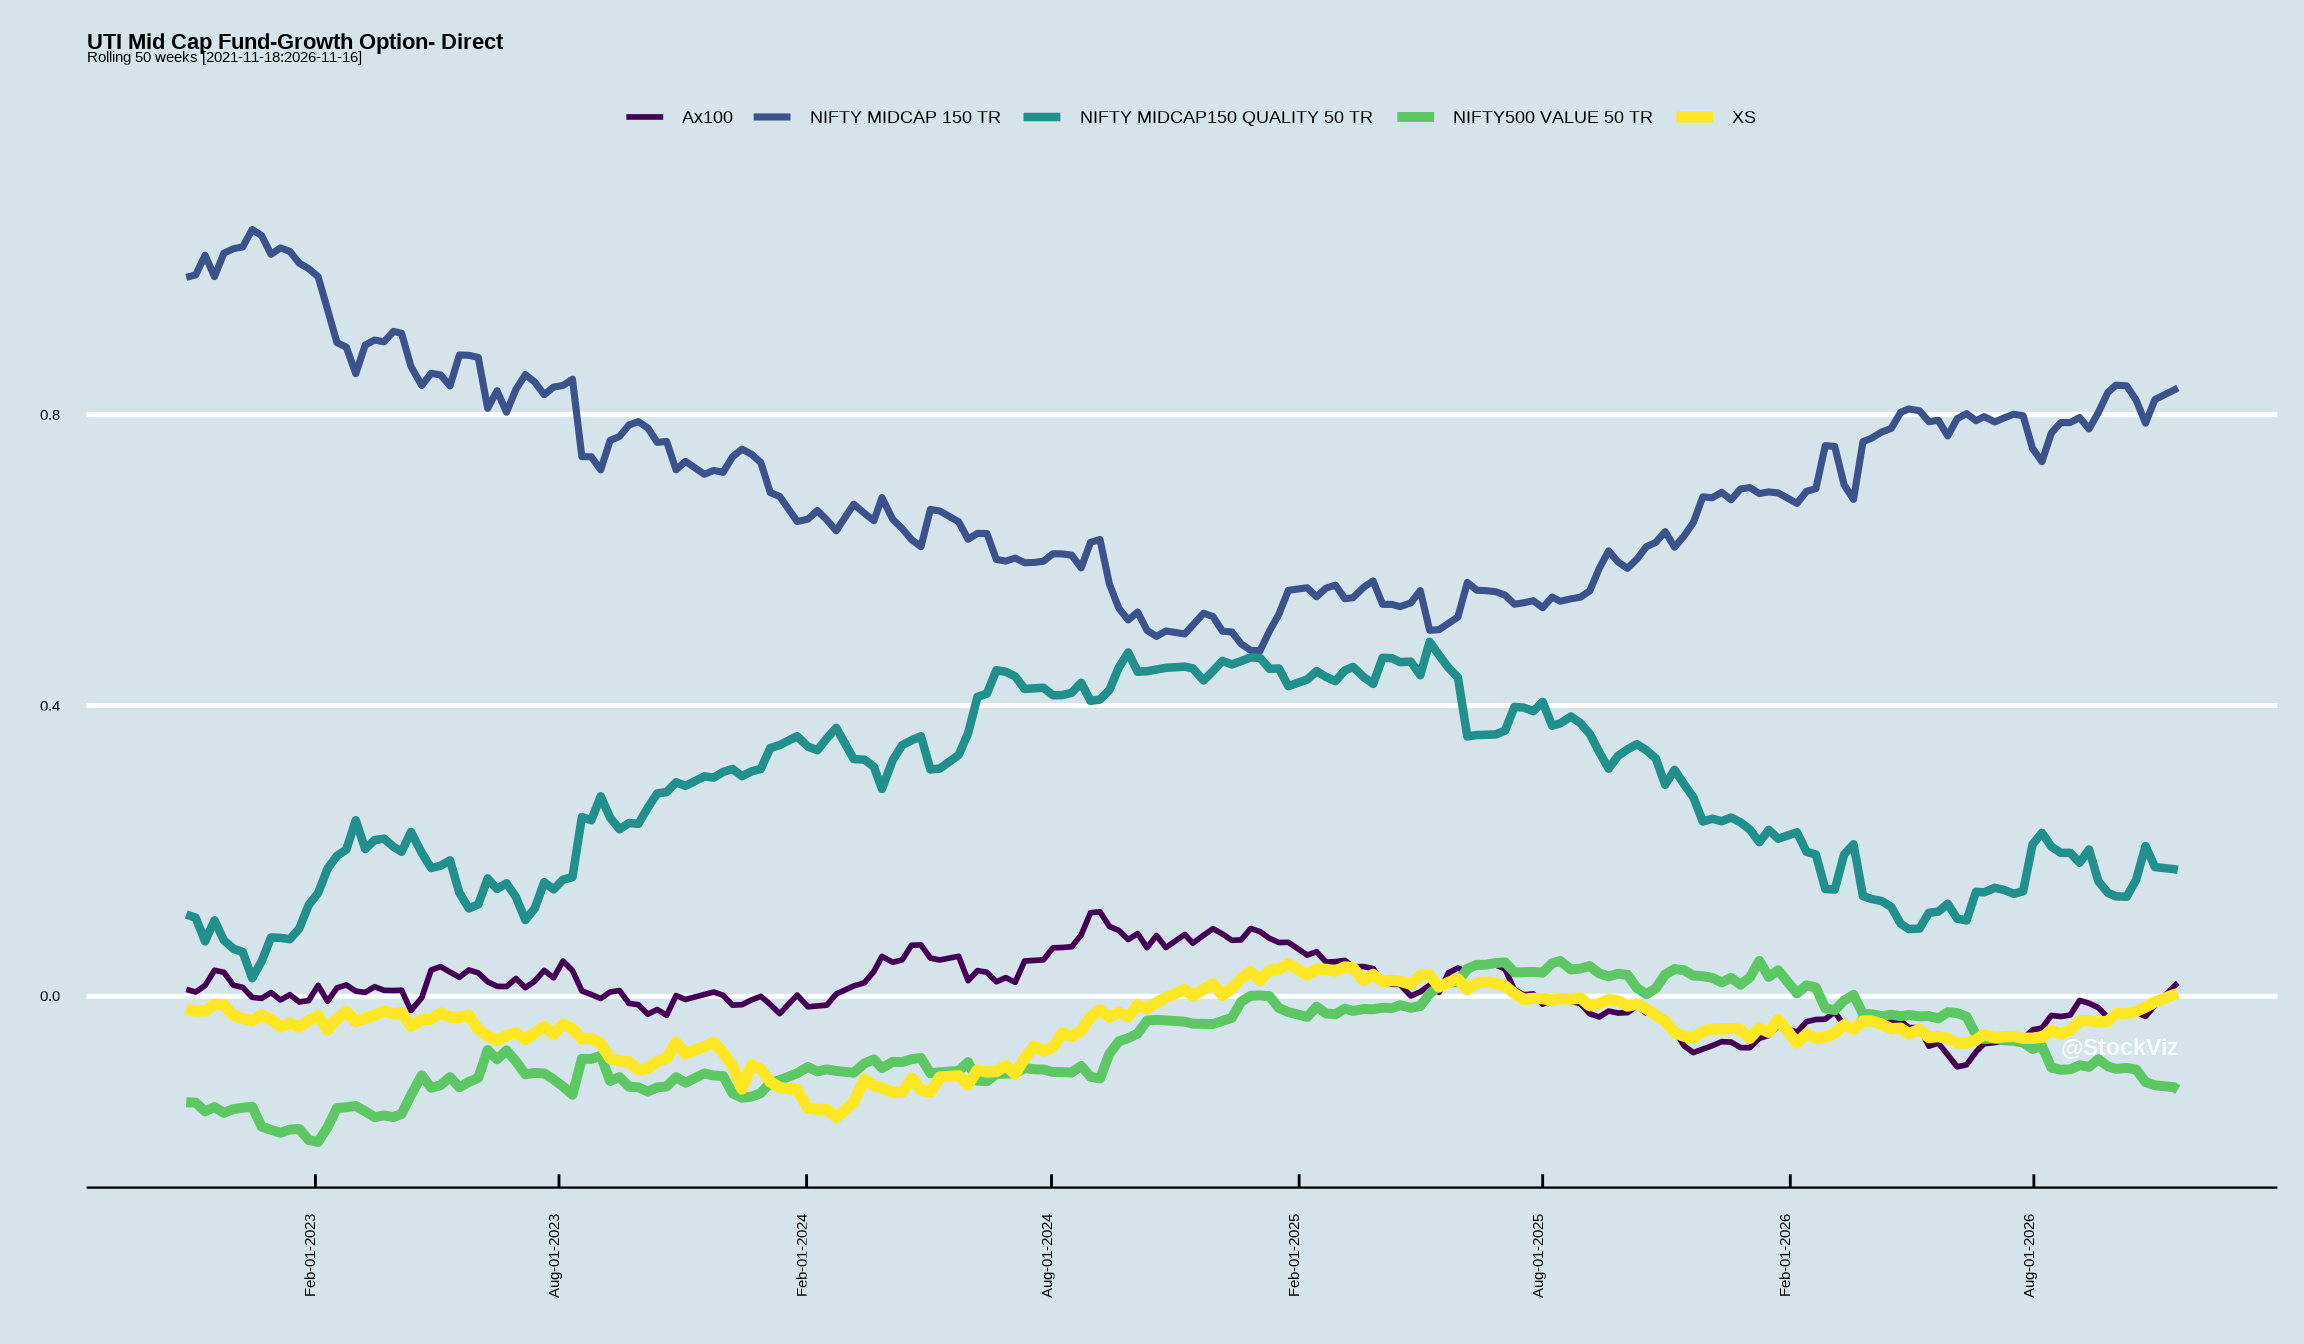 UTI Mid Cap Fund-Growth Option- Direct
Rolling 50 weeks [2021-11-18:2026-11-16]
Ax100 NIFTY MIDCAP 150 TR NIFTY MIDCAP150 QUALITY 50 TR NIFTY500 VALUE 50 TR XS
0.8
0.4
0.0
@StockViz
Feb-01-2023 Aug-01-2023 Feb-01-2024 Aug-01-2024 Feb-01-2025 Aug-01-2025 Feb-01-2026 Aug-01-2026